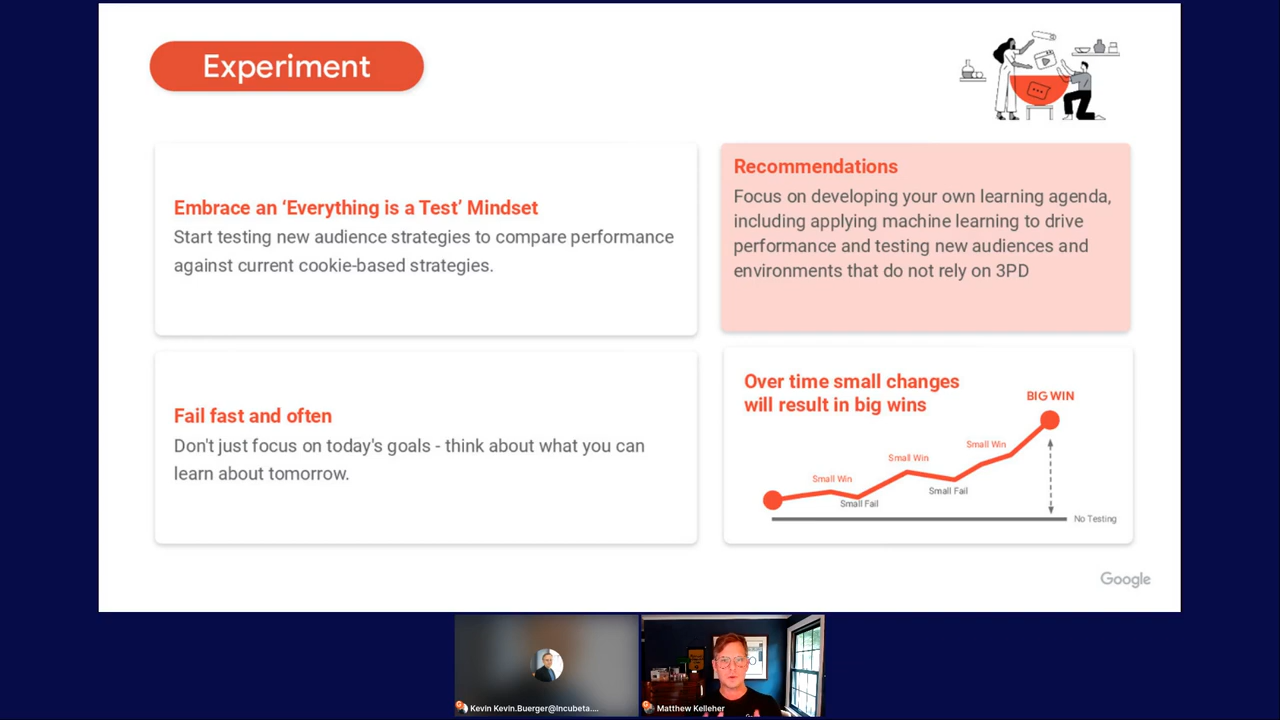 Experiment
Embrace an ‘Everything is a Test’ Mindset
Start testing new audience strategies to compare performance
against current cookie-based strategies.
Recommendations
Focus on developing your own learning agenda,
including applying machine learning to drive
performance and testing new audiences and
environments that do not rely on 3PD
Fail fast and often
Don't just focus on today's goals - think about what you can
learn about tomorrow.
Over time small changes
will result in big wins
BIG WIN
Small Win
Small Win
Small Win
Small Fail
Small Fail
No Testing
Google
Kevin Kevin.Buerger@Incubeta....
Matthew Kelleher